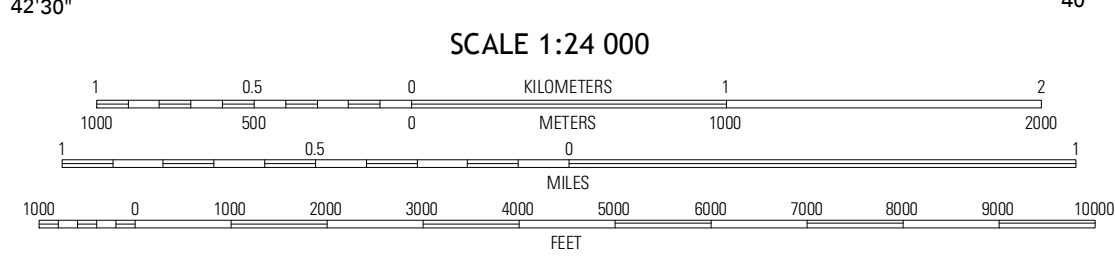 42'30" 40
SCALE 1:24 000
1 0.5 0 KILOMETERS 1 2
1000 500 0 METERS 1000 2000
1 0.5 0 1
MILES
1000 0 1000 2000 3000 4000 5000 6000 7000 8000 9000 10000
FEET